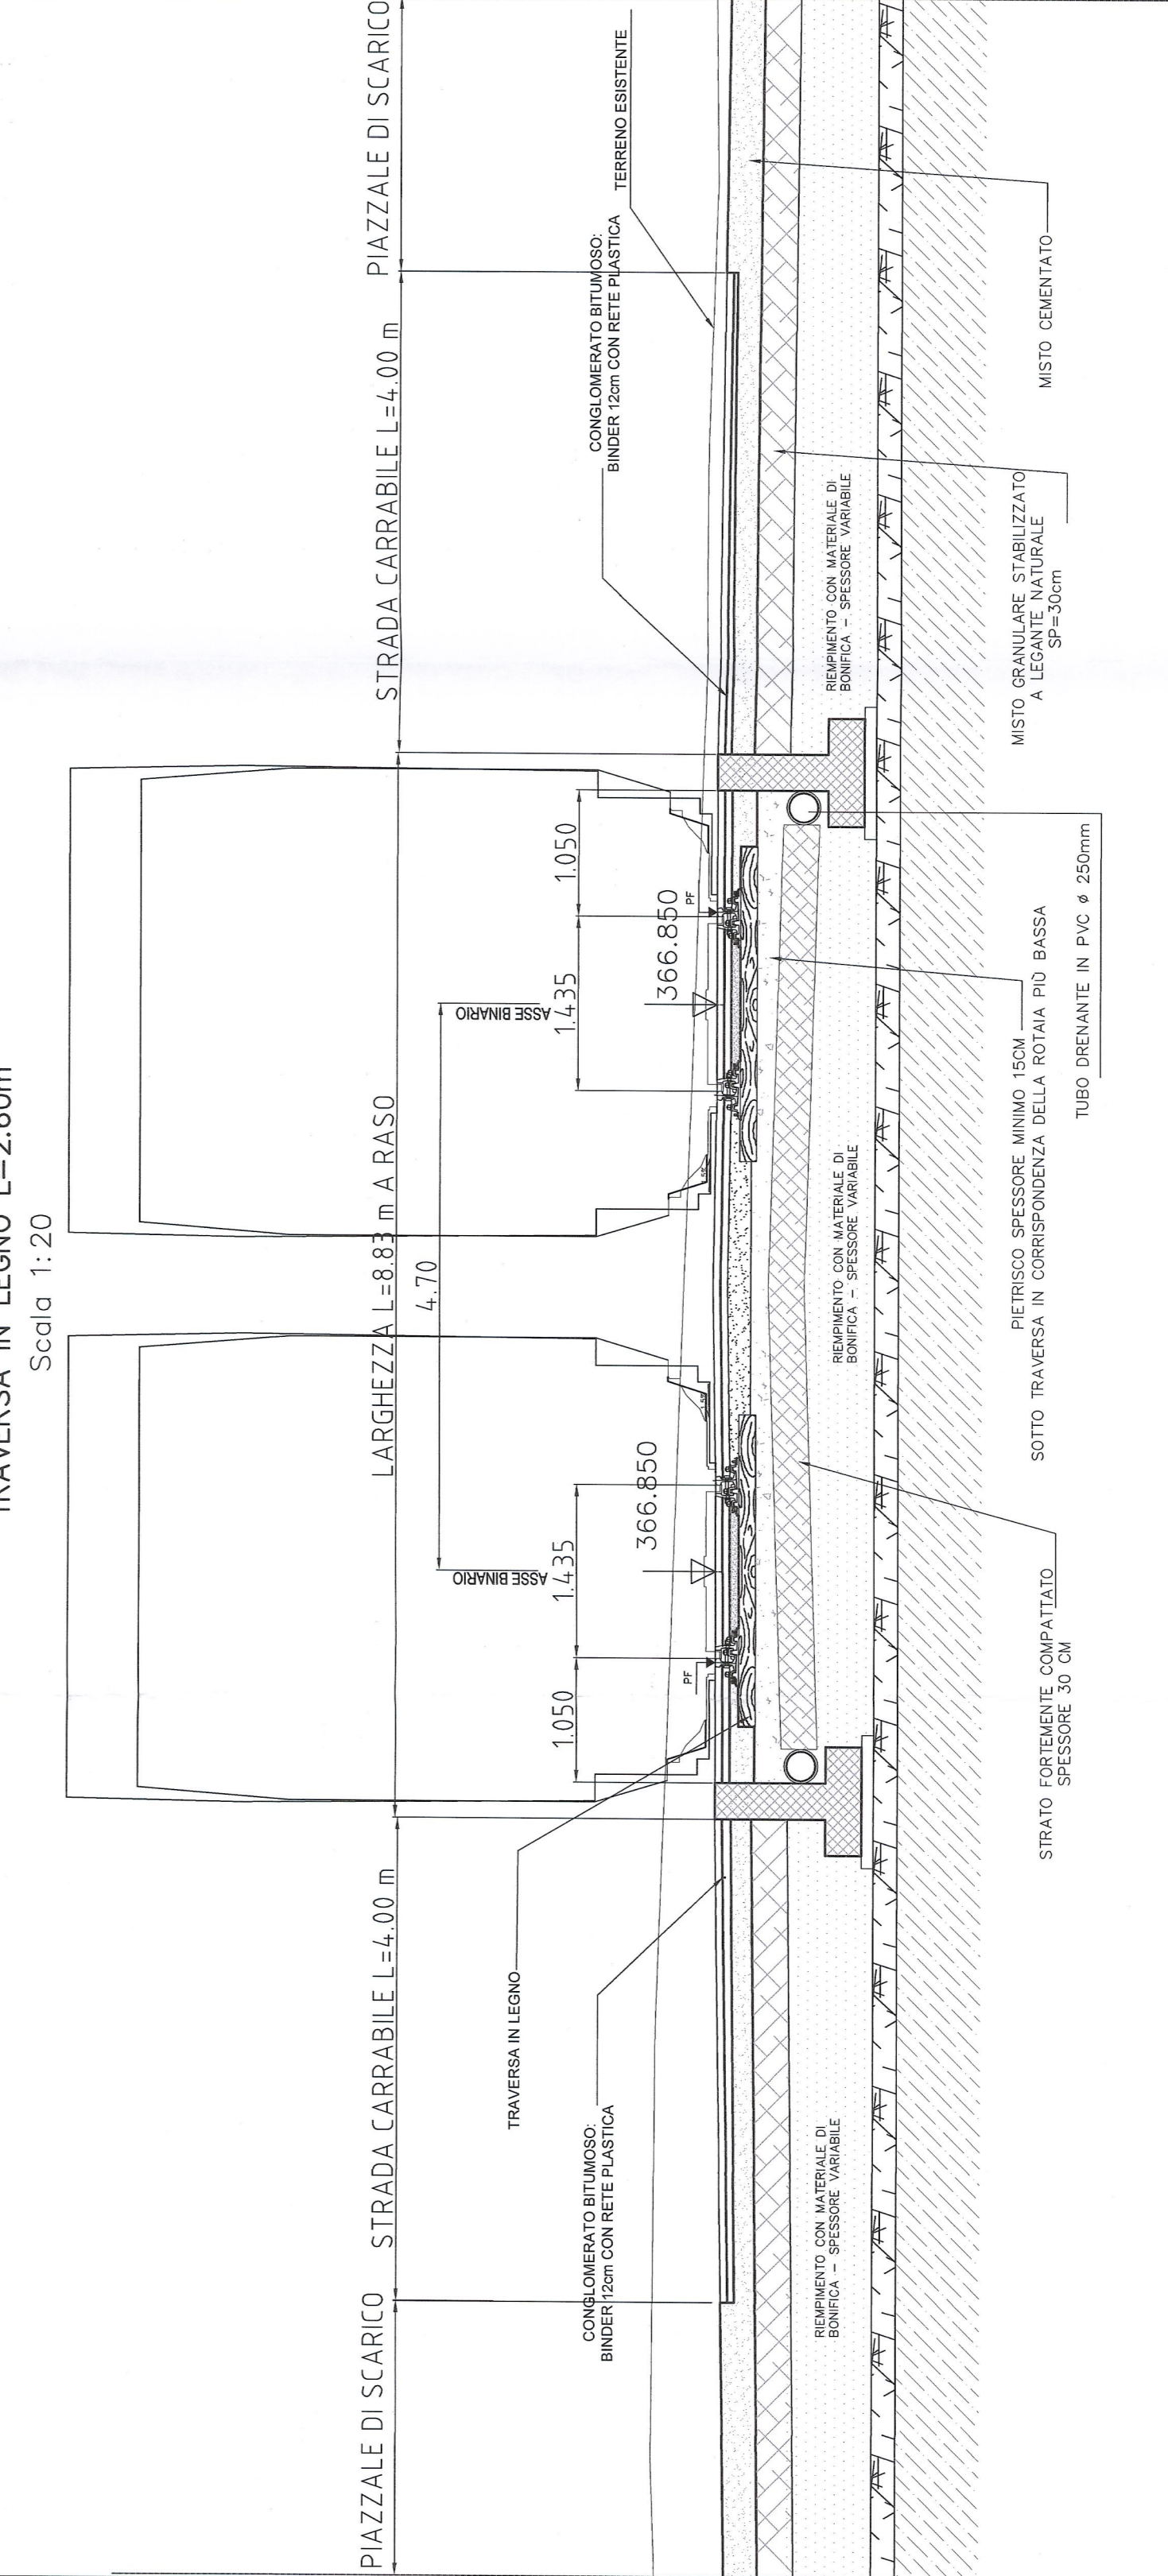 TRAVERSA IN LEGNO L=2.60m
Scala 1:20
PIAZZALE DI SCARICO
STRADA CARRABILE L=4.00 m
LARGHEZZA L=8.83 m A RASO
STRADA CARRABILE L=4.00 m
PIAZZALE DI SCARICO
4.70
ASSE BINARIO
ASSE BINARIO
TRAVERSA IN LEGNO
1.050
1.435
1.435
1.050
CONGLOMERATO BITUMOSO:
BINDER 12cm CON RETE PLASTICA
CONGLOMERATO BITUMOSO:
BINDER 12cm CON RETE PLASTICA
TERRENO ESISTENTE
366.850
366.850
PF
PF
RIEMPIMENTO CON MATERIALE DI
BONIFICA – SPESSORE VARIABILE
RIEMPIMENTO CON MATERIALE DI
BONIFICA – SPESSORE VARIABILE
RIEMPIMENTO CON MATERIALE DI
BONIFICA – SPESSORE VARIABILE
STRATO FORTEMENTE COMPATTATO
SPESSORE 30 CM
PIETRISCO SPESSORE MINIMO 15CM
SOTTO TRAVERSA IN CORRISPONDENZA DELLA ROTAIA PIÙ BASSA
TUBO DRENANTE IN PVC ø 250mm
MISTO GRANULARE STABILIZZATO
A LEGANTE NATURALE
SP=30cm
MISTO CEMENTATO